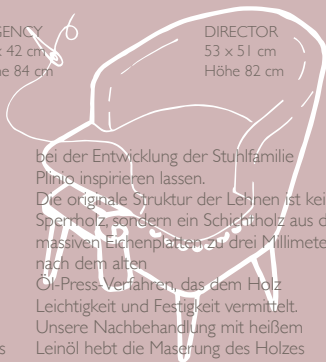 GENCY
42 cm
e 84 cm
DIRECTOR
53 x 51 cm
Höhe 82 cm
bei der Entwicklung der Stuhlfamilie
Plinio inspirieren lassen.
Die originale Struktur der Lehnen ist kei
Sperrholz, sondern ein Schichtholz aus d
massiven Eichenplatten zu drei Millimete
nach dem alten
Öl-Press-Verfahren, das dem Holz
Leichtigkeit und Festigkeit vermittelt.
Unsere Nachbehandlung mit heißem
s Leinöl hebt die Maserung des Holzes